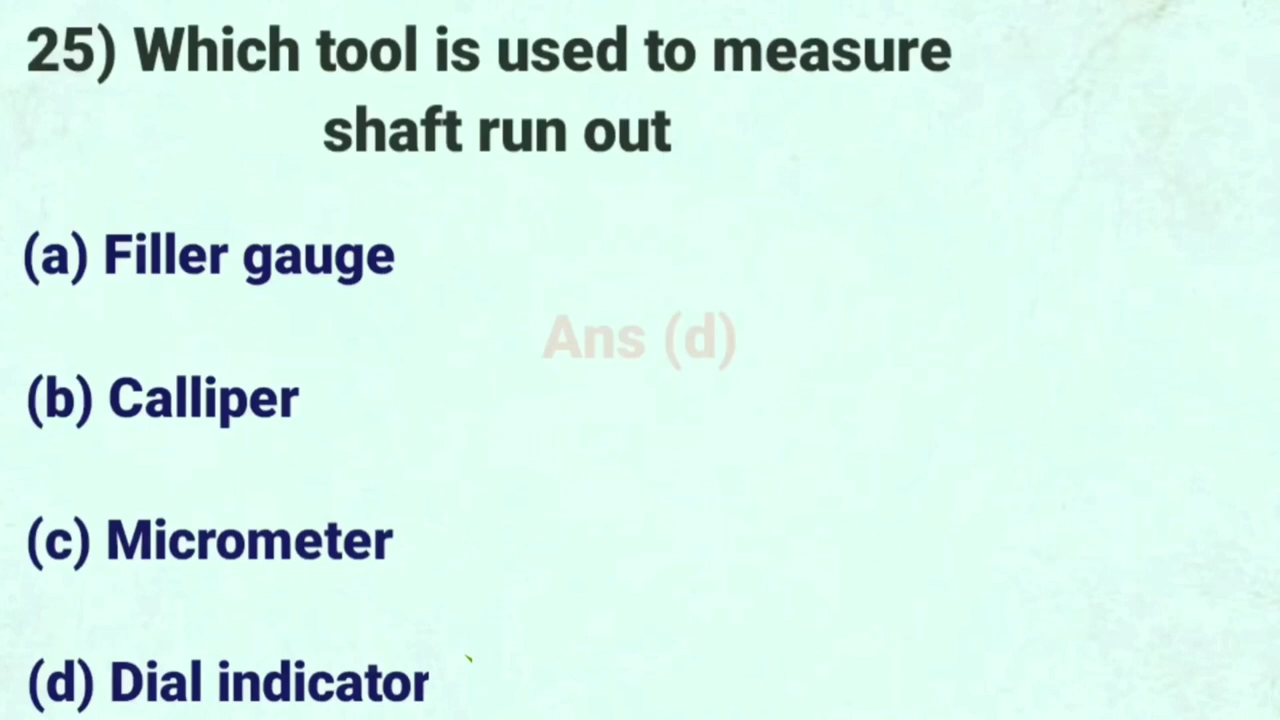 25) Which tool is used to measure
shaft run out
(a) Filler gauge
Ans (d)
(b) Calliper
(c) Micrometer
(d) Dial indicator